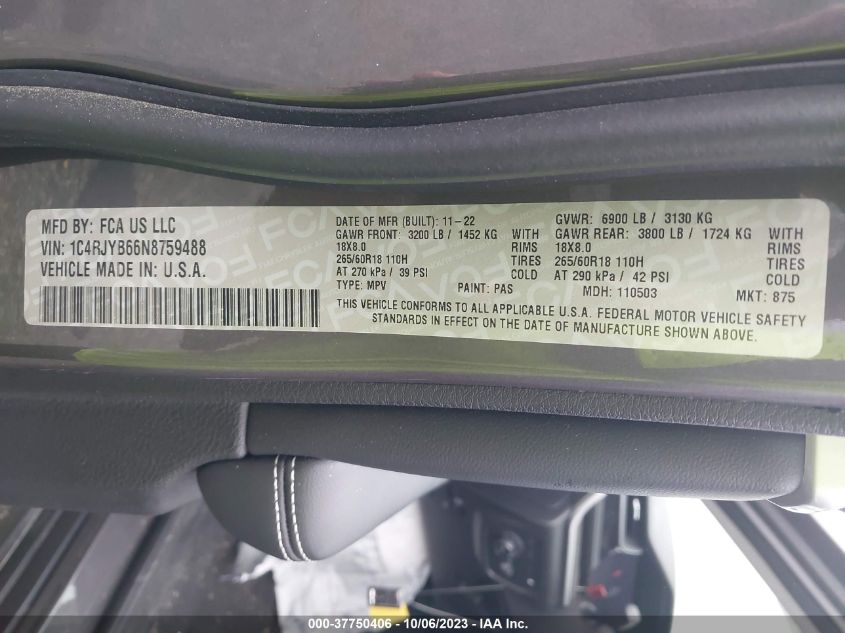 MFD BY: FCA US LLC
VIN: 1C4RJYB66N8759488
VEHICLE MADE IN: U.S.A.
DATE OF MFR (BUILT): 11-22
GAWR FRONT: 3200 LB / 1452 KG WITH
18X8.0 RIMS
265/60R18 110H TIRES
AT 270 kPa / 39 PSI COLD
TYPE: MPV PAINT: PAS
GVWR: 6900 LB / 3130 KG
GAWR REAR: 3800 LB / 1724 KG WITH
18X8.0 RIMS
265/60R18 110H TIRES
AT 290 kPa / 42 PSI COLD
MDH: 110503 MKT: 875
THIS VEHICLE CONFORMS TO ALL APPLICABLE U.S.A. FEDERAL MOTOR VEHICLE SAFETY
STANDARDS IN EFFECT ON THE DATE OF MANUFACTURE SHOWN ABOVE.
000-37750406 - 10/06/2023 - IAA Inc.